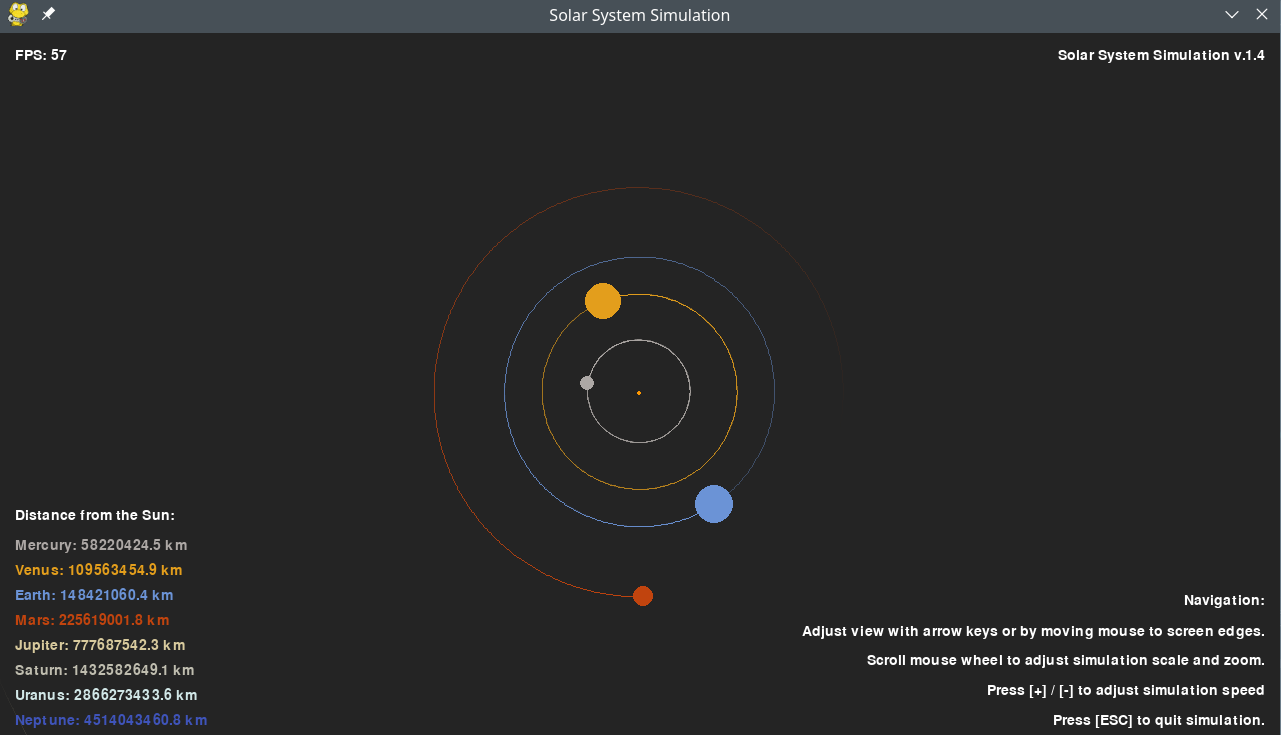 Solar System Simulation
FPS: 57
Solar System Simulation v.1.4
Distance from the Sun:
Mercury: 58220424.5 km
Venus: 109563454.9 km
Earth: 148421060.4 km
Mars: 225619001.8 km
Jupiter: 777687542.3 km
Saturn: 1432582649.1 km
Uranus: 2866273433.6 km
Neptune: 4514043460.8 km
Navigation:
Adjust view with arrow keys or by moving mouse to screen edges.
Scroll mouse wheel to adjust simulation scale and zoom.
Press [+] / [-] to adjust simulation speed
Press [ESC] to quit simulation.